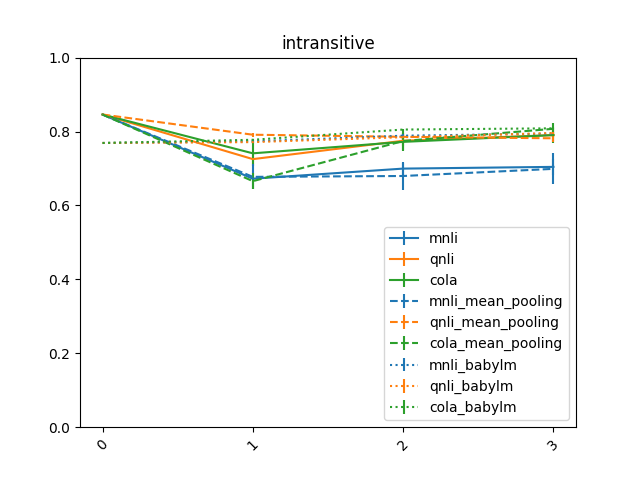 intransitive
1.0
0.8
0.6
0.4
0.2
0.0
0
1
2
3
mnli
qnli
cola
mnli_mean_pooling
qnli_mean_pooling
cola_mean_pooling
mnli_babylm
qnli_babylm
cola_babylm